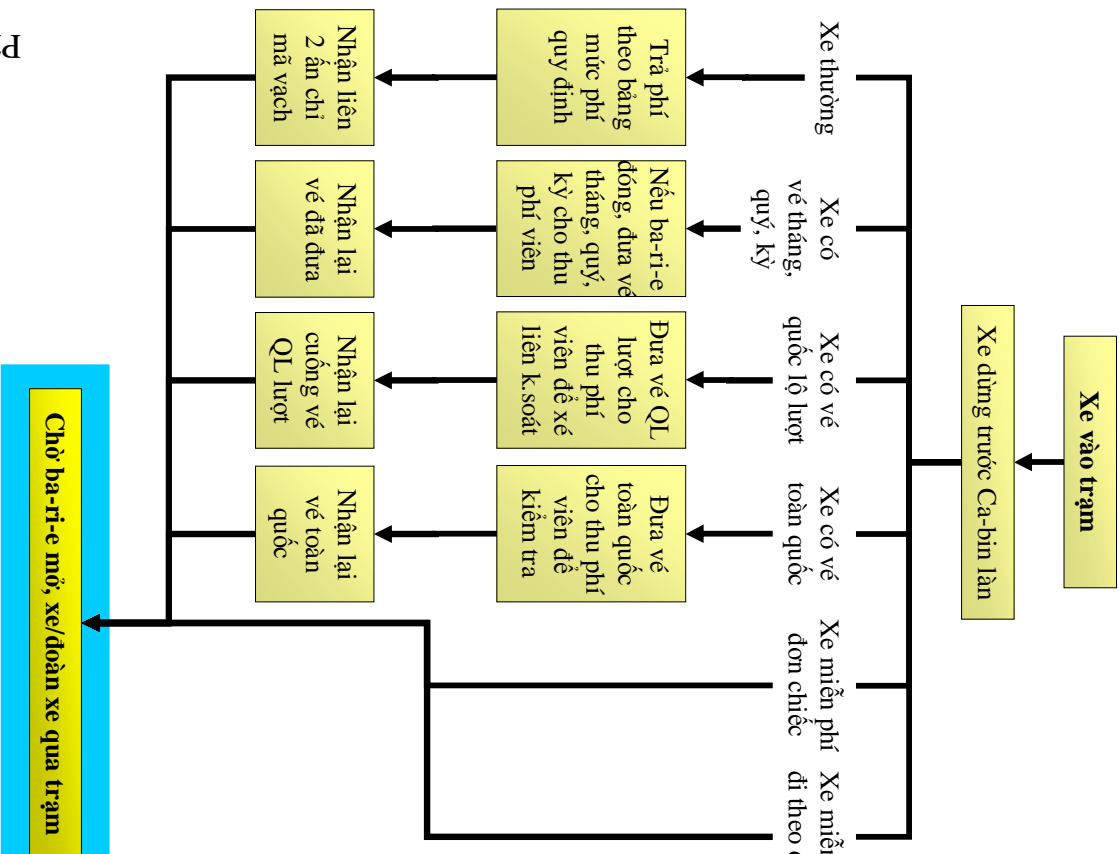 Xe vào trạm
Xe dừng trước Ca-bin làn
Xe thường
Xe có
vé tháng,
quý, kỳ
Xe có vé
quốc lộ lượt
Xe có vé
toàn quốc
Xe miễn phí
đơn chiếc
Xe miễn
đi theo
Trả phí
theo bảng
mức phí
quy định
Nếu ba-ri-e
đóng, đưa vé
tháng, quý,
kỳ cho thu
phí viên
Đưa vé QL
lượt cho
thu phí
viên để xé
liên k.soát
Đưa vé
toàn quốc
cho thu phí
viên để
kiểm tra
Nhận liên
2 ấn chỉ
mã vạch
Nhận lại
vé đã đưa
Nhận lại
cuống vé
QL lượt
Nhận lại
vé toàn
quốc
Chờ ba-ri-e mở, xe/đoàn xe qua trạm